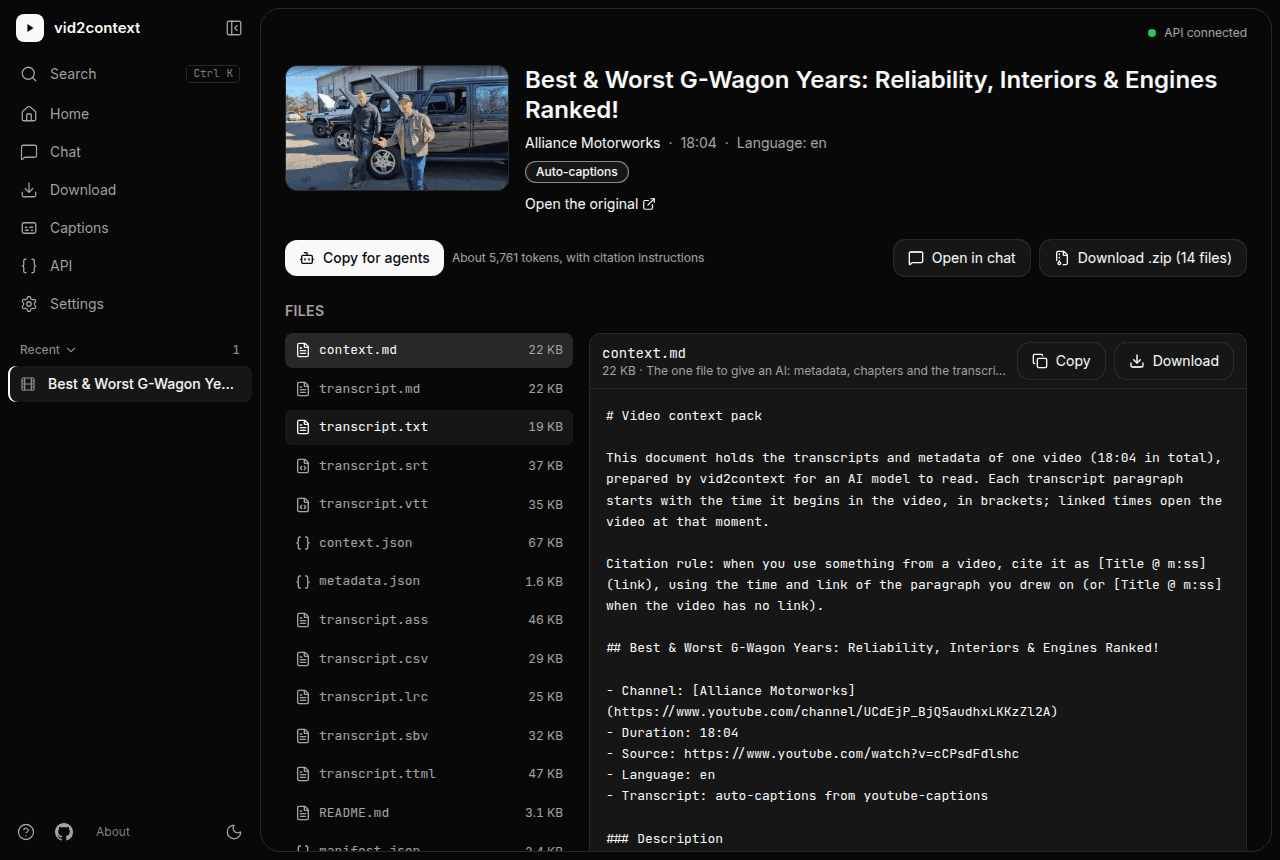 vid2context
Search
Ctrl K
Home
Chat
Download
Captions
API
Settings
Recent
1
Best & Worst G-Wagon Ye...
About
API connected
Best & Worst G-Wagon Years: Reliability, Interiors & Engines
Ranked!
Alliance Motorworks · 18:04 · Language: en
Auto-captions
Open the original
Copy for agents
About 5,761 tokens, with citation instructions
Open in chat
Download .zip (14 files)
FILES
context.md 22 KB
transcript.md 22 KB
transcript.txt 19 KB
transcript.srt 37 KB
transcript.vtt 35 KB
context.json 67 KB
metadata.json 1.6 KB
transcript.ass 46 KB
transcript.csv 29 KB
transcript.lrc 25 KB
transcript.sbv 32 KB
transcript.ttml 47 KB
README.md 3.1 KB
manifest.json 2.4 KB
context.md
22 KB · The one file to give an AI: metadata, chapters and the transcri...
Copy
Download
# Video context pack
This document holds the transcripts and metadata of one video (18:04 in total),
prepared by vid2context for an AI model to read. Each transcript paragraph
starts with the time it begins in the video, in brackets; linked times open the
video at that moment.
Citation rule: when you use something from a video, cite it as [Title @ m:ss]
(link), using the time and link of the paragraph you drew on (or [Title @ m:ss]
when the video has no link).
## Best & Worst G-Wagon Years: Reliability, Interiors & Engines Ranked!
- Channel: [Alliance Motorworks]
(https://www.youtube.com/channel/UCdEjP_BjQ5audhxLKKzZl2A)
- Duration: 18:04
- Source: https://www.youtube.com/watch?v=cCPsdFdlshc
- Language: en
- Transcript: auto-captions from youtube-captions
### Description